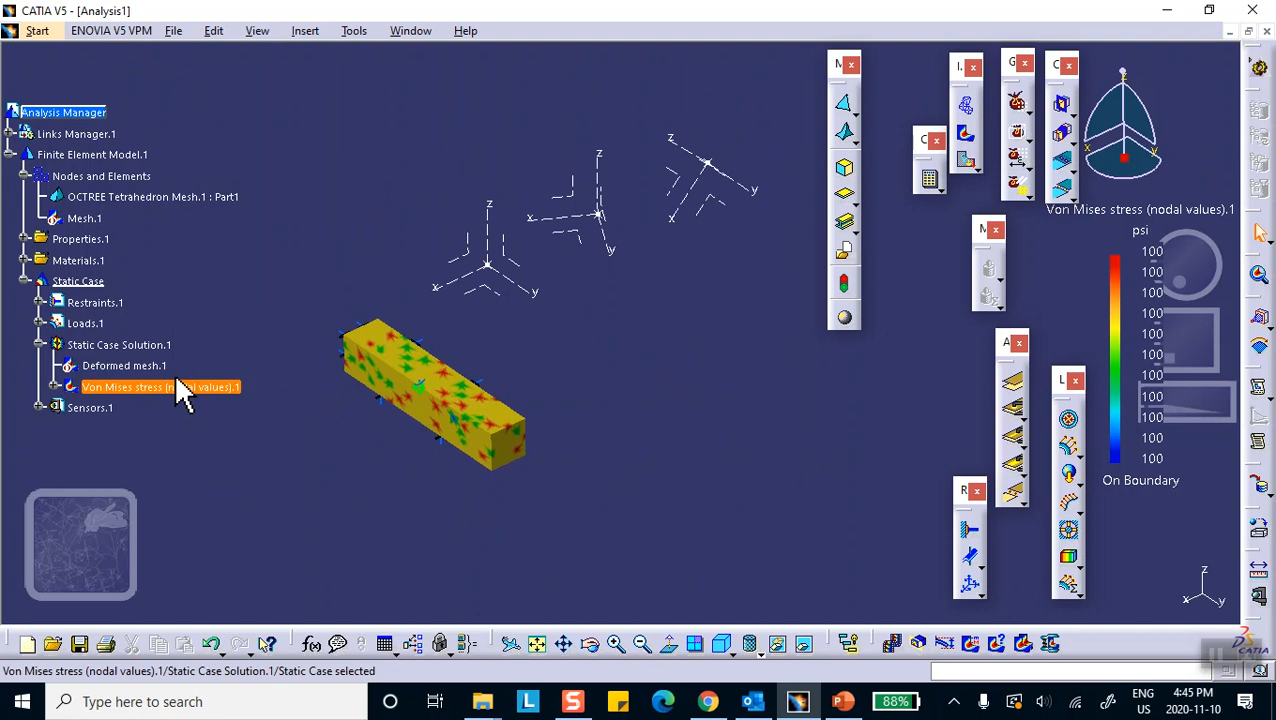 CATIA V5 - [Analysis1]
Start ENOVIA V5 VPM File Edit View Insert Tools Window Help
Analysis Manager
Links Manager.1
Finite Element Model.1
Nodes and Elements
OCTREE Tetrahedron Mesh.1 : Part1
Mesh.1
Properties.1
Materials.1
Static Case
Restraints.1
Loads.1
Static Case Solution.1
Deformed mesh.1
Von Mises stress (nodal values).1
Sensors.1
z
x
y
z
x
y
z
y
x
M
I.
G
C
C
M
A
L
R
z
x
y
Von Mises stress (nodal values).1
psi
100
100
100
100
100
100
100
100
100
100
100
On Boundary
z
x
y
CATIA
Von Mises stress (nodal values).1/Static Case Solution.1/Static Case selected
Type here to search
88%
ENG
US
4:45 PM
2020-11-10